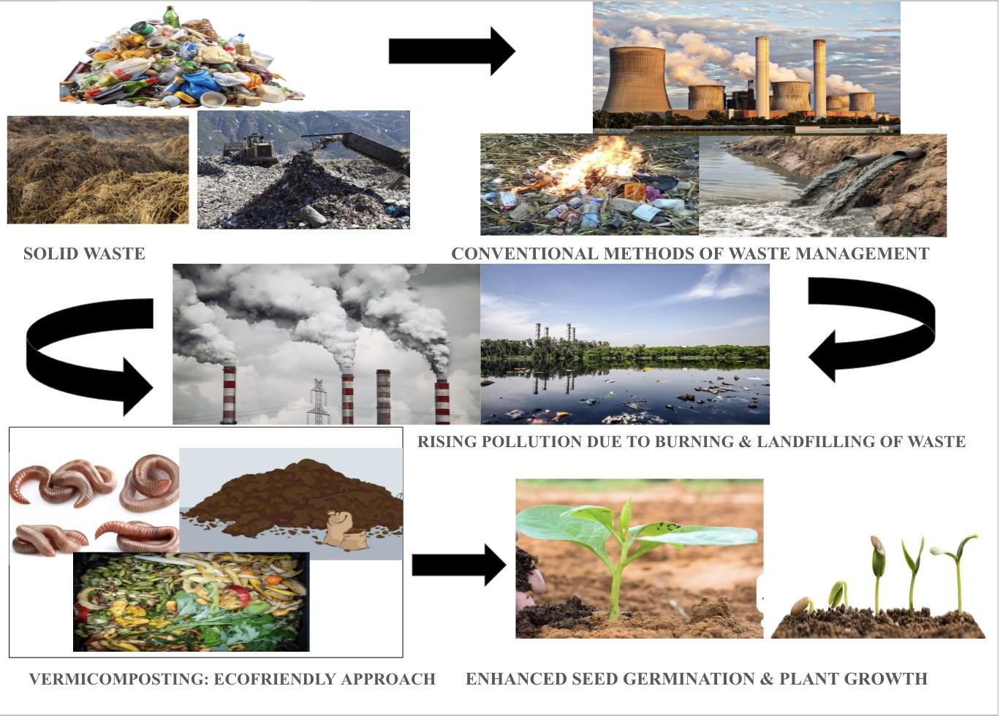 SOLID WASTE
CONVENTIONAL METHODS OF WASTE MANAGEMENT
RISING POLLUTION DUE TO BURNING & LANDFILLING OF WASTE
VERMICOMPOSTING: ECOFRIENDLY APPROACH
ENHANCED SEED GERMINATION & PLANT GROWTH